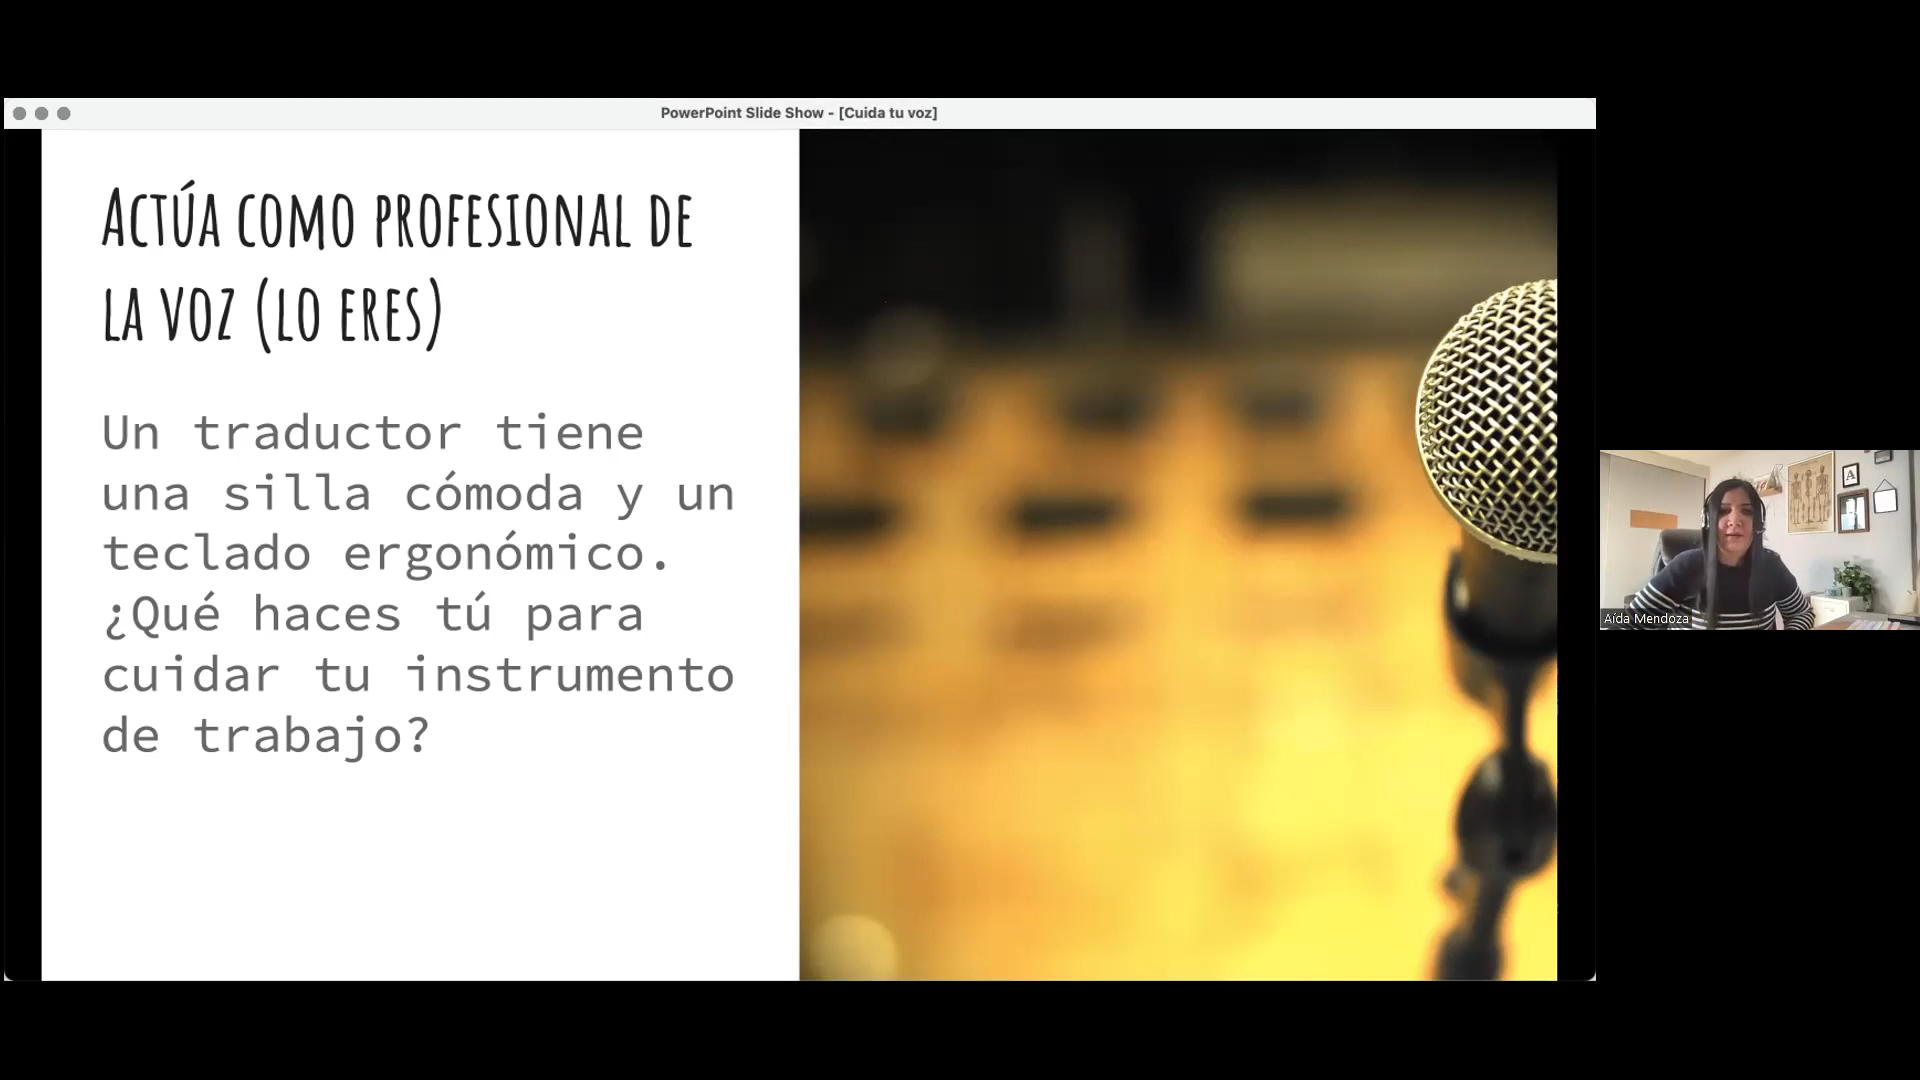 PowerPoint Slide Show - [Cuida tu voz]
Actúa como profesional de
la voz (lo eres)
Un traductor tiene
una silla cómoda y un
teclado ergonómico.
¿Qué haces tú para
cuidar tu instrumento
de trabajo?
A
Aída Mendoza